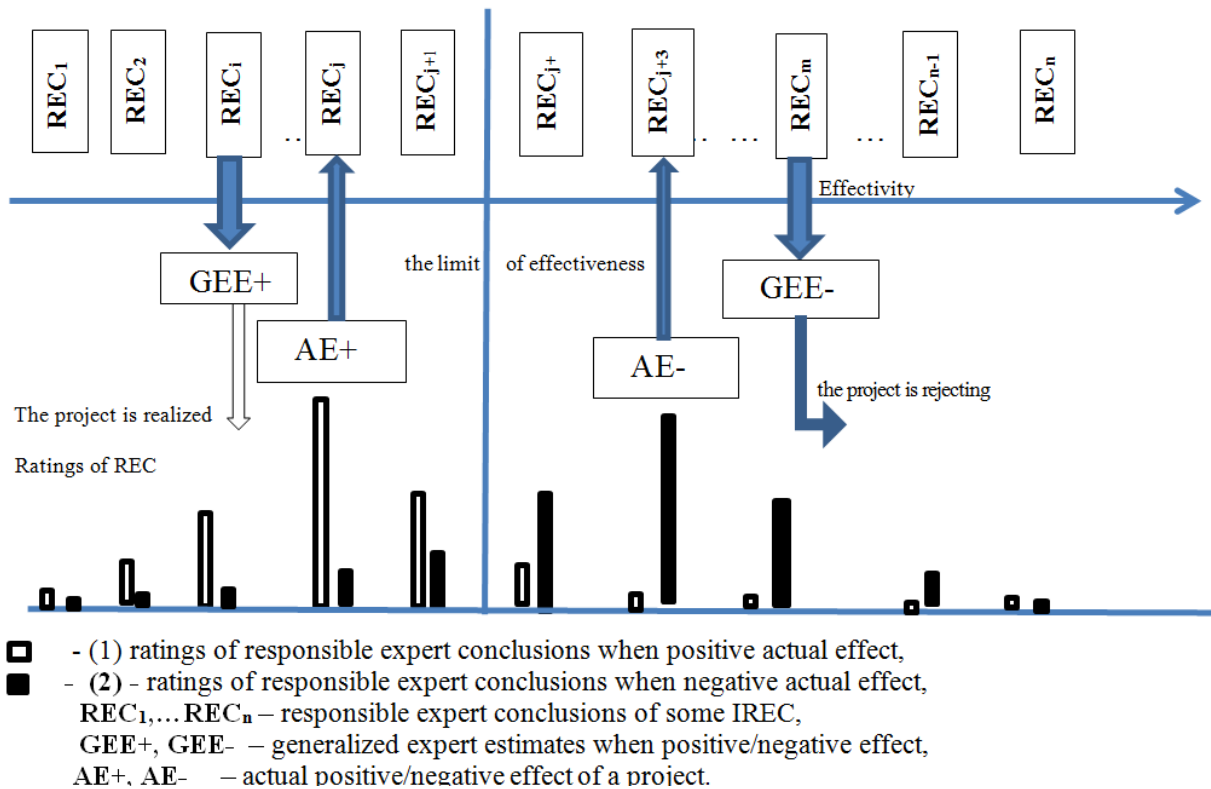 REC₁
REC₂
RECᵢ
...
RECⱼ
RECⱼ₊₁
RECⱼ₊
RECⱼ₊₃
... ...
RECₘ
...
RECₙ₋₁
RECₙ
Effectivity
the limit of effectiveness
GEE+
GEE-
AE+
AE-
the project is rejecting
The project is realized
Ratings of REC
- (1) ratings of responsible expert conclusions when positive actual effect,
- (2) - ratings of responsible expert conclusions when negative actual effect,
REC₁,... RECₙ – responsible expert conclusions of some IREC,
GEE+, GEE- – generalized expert estimates when positive/negative effect,
AE+, AE- – actual positive/negative effect of a project.